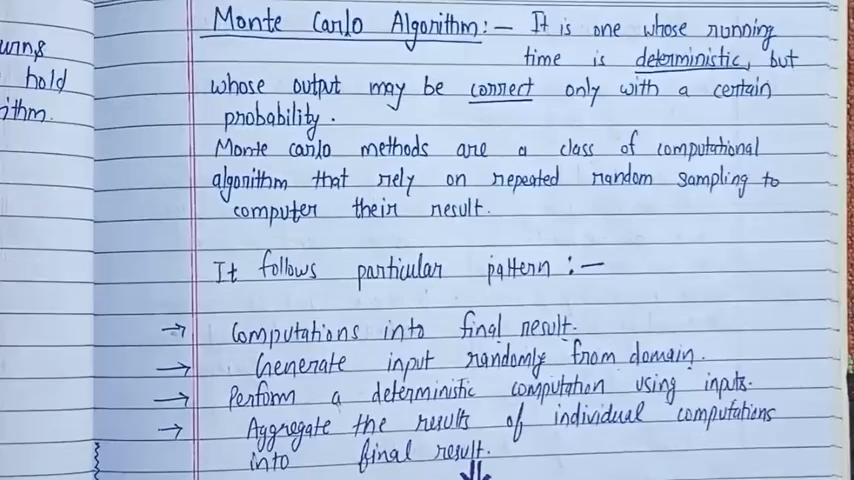 urns
hold
ithm.
Monte Carlo Algorithm:- It is one whose running
time is deterministic, but
whose output may be correct only with a certain
probability.
Monte carlo methods are a class of computational
algorithm that rely on repeated random sampling to
computer their result.
It follows particular pattern :-
→ Computations into final result.
→ Generate input randomly from domain.
→ Perform a deterministic computation using inputs.
→ Aggregate the results of individual computations
into final result.